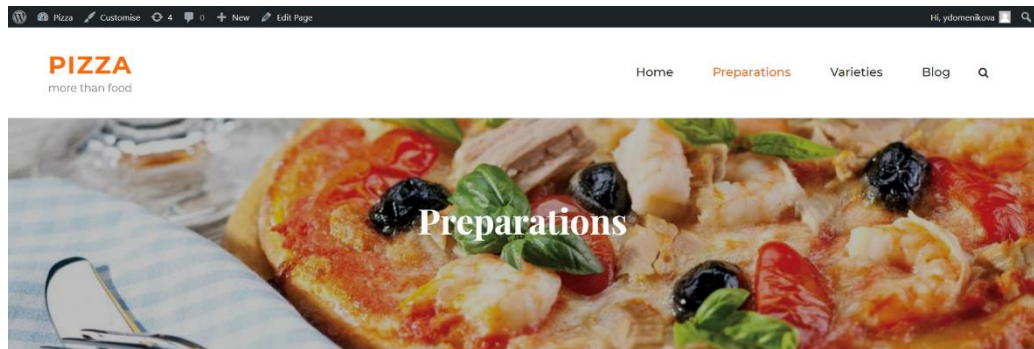 Pizza Customise 4 0 New Edit Page Hi, ydomenikova
PIZZA
more than food
Home Preparations Varieties Blog
Preparations